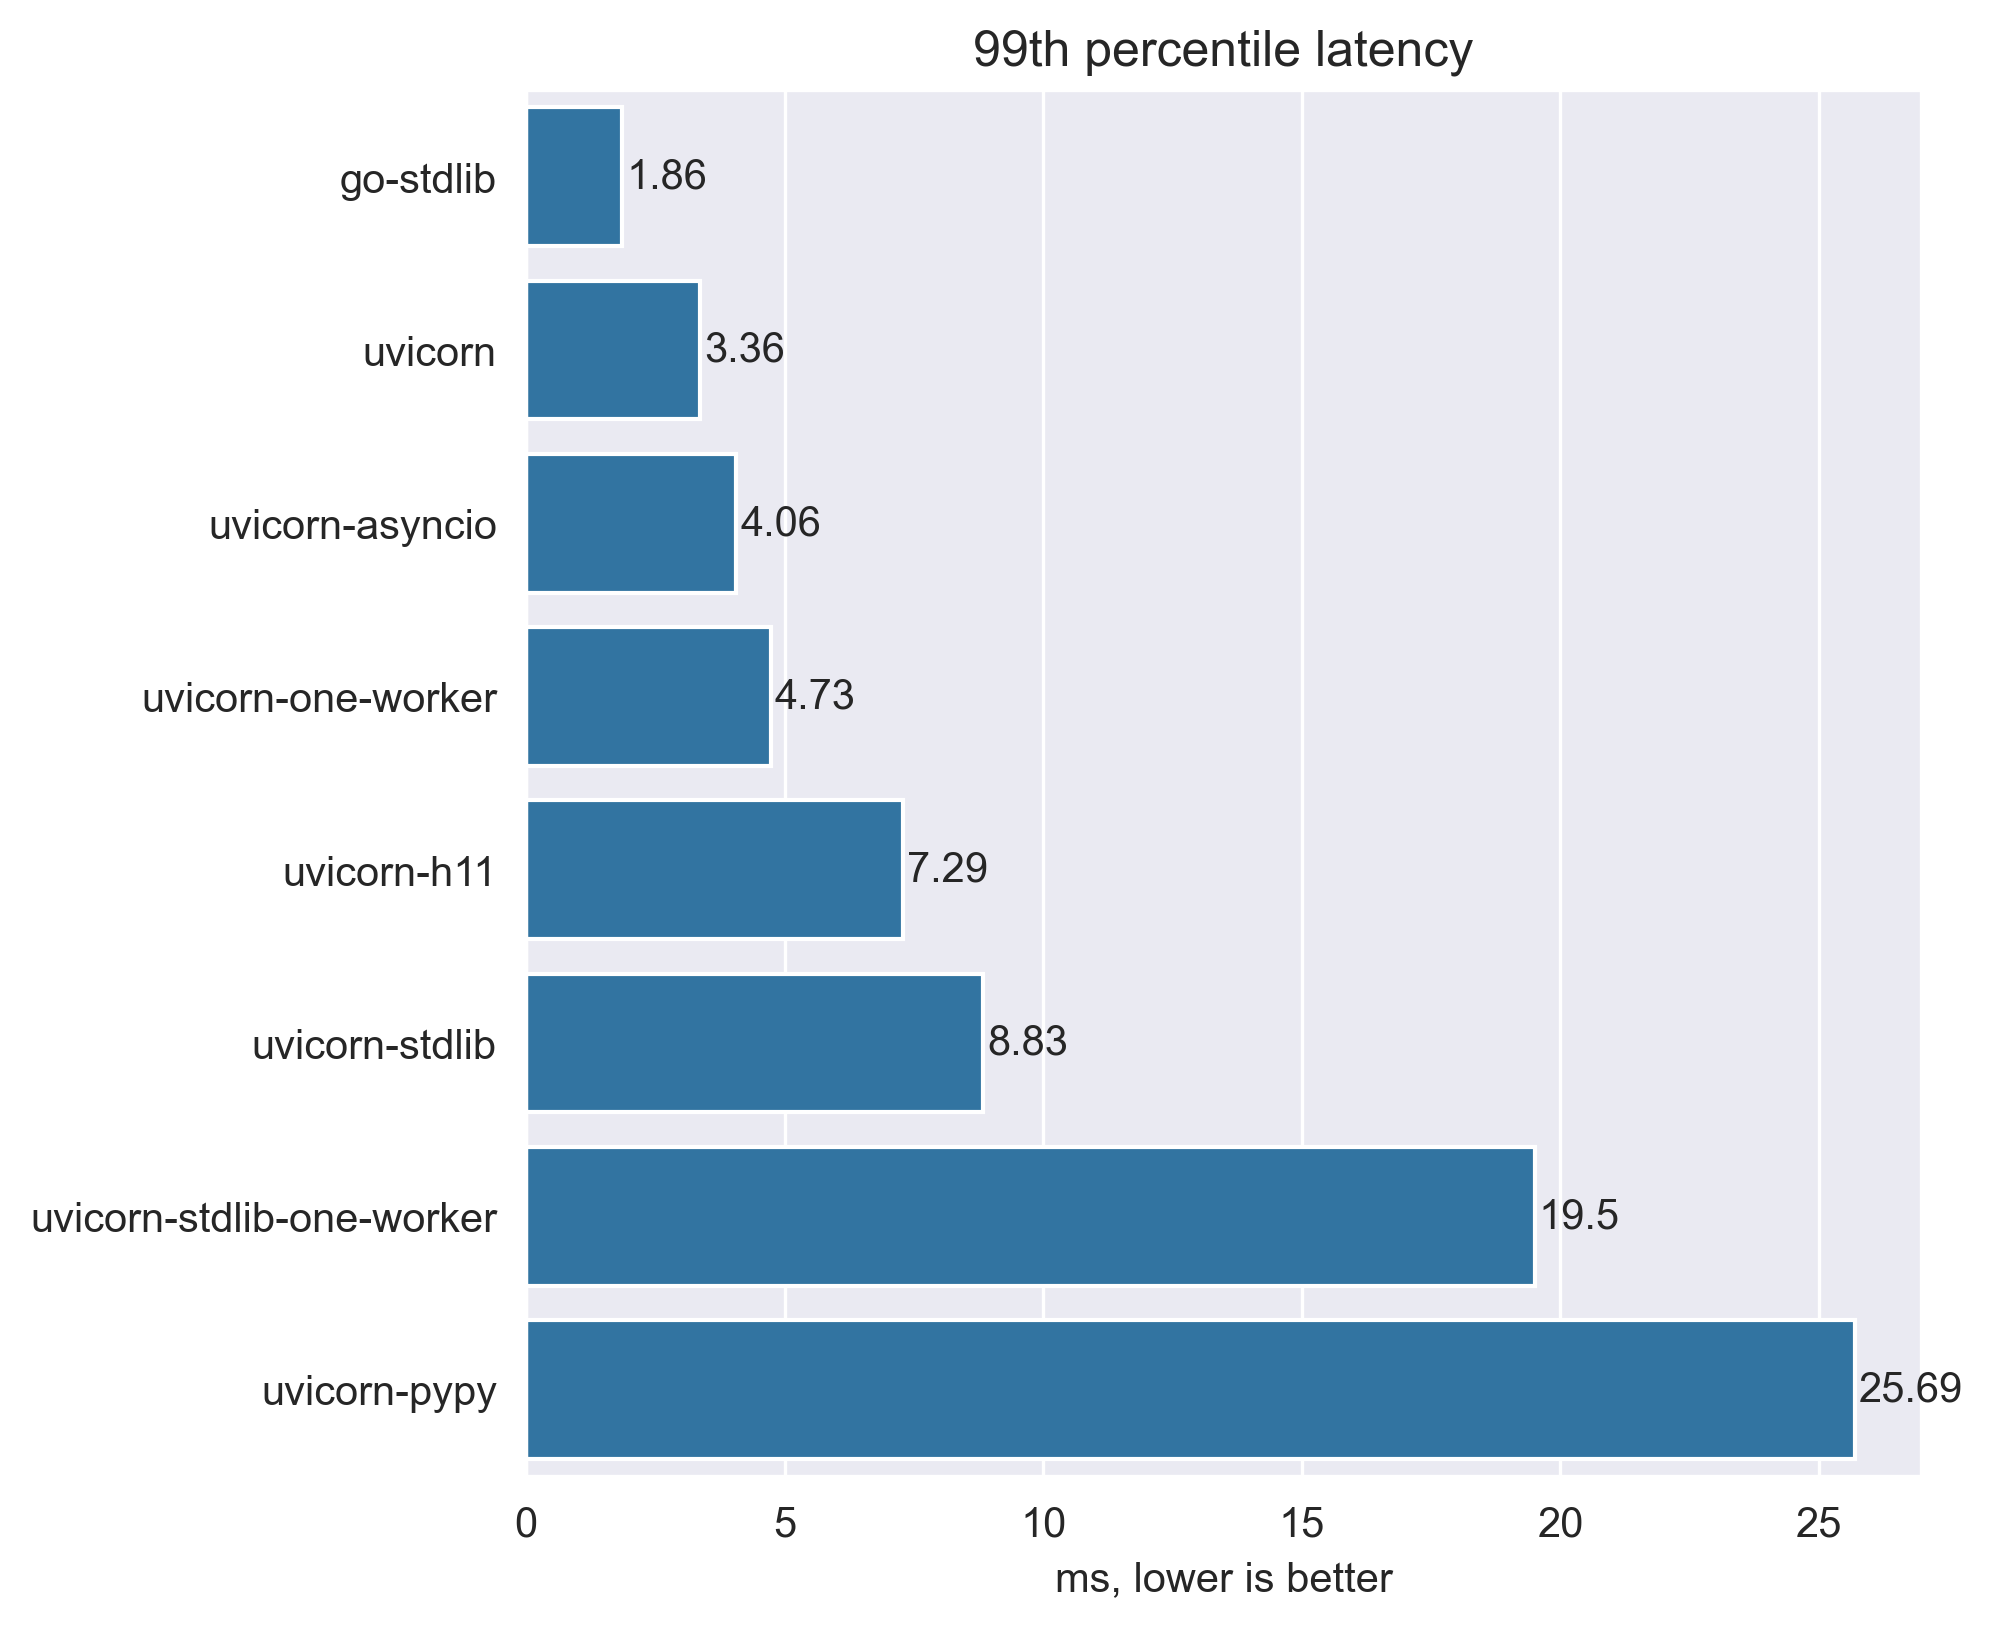 99th percentile latency
go-stdlib 1.86
uvicorn 3.36
uvicorn-asyncio 4.06
uvicorn-one-worker 4.73
uvicorn-h11 7.29
uvicorn-stdlib 8.83
uvicorn-stdlib-one-worker 19.5
uvicorn-pypy 25.69
0 5 10 15 20 25
ms, lower is better